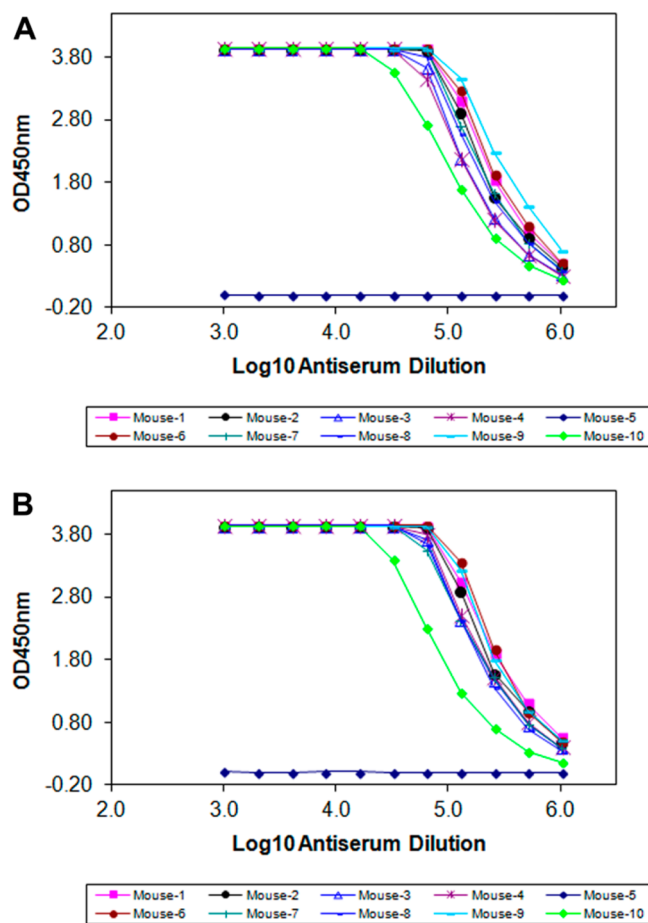 A
3.80
2.80
1.80
0.80
-0.20
OD450nm
2.0 3.0 4.0 5.0 6.0
Log10 Antiserum Dilution
Mouse-1 Mouse-2 Mouse-3 Mouse-4 Mouse-5
Mouse-6 Mouse-7 Mouse-8 Mouse-9 Mouse-10
B
3.80
2.80
1.80
0.80
-0.20
OD450nm
2.0 3.0 4.0 5.0 6.0
Log10 Antiserum Dilution
Mouse-1 Mouse-2 Mouse-3 Mouse-4 Mouse-5
Mouse-6 Mouse-7 Mouse-8 Mouse-9 Mouse-10